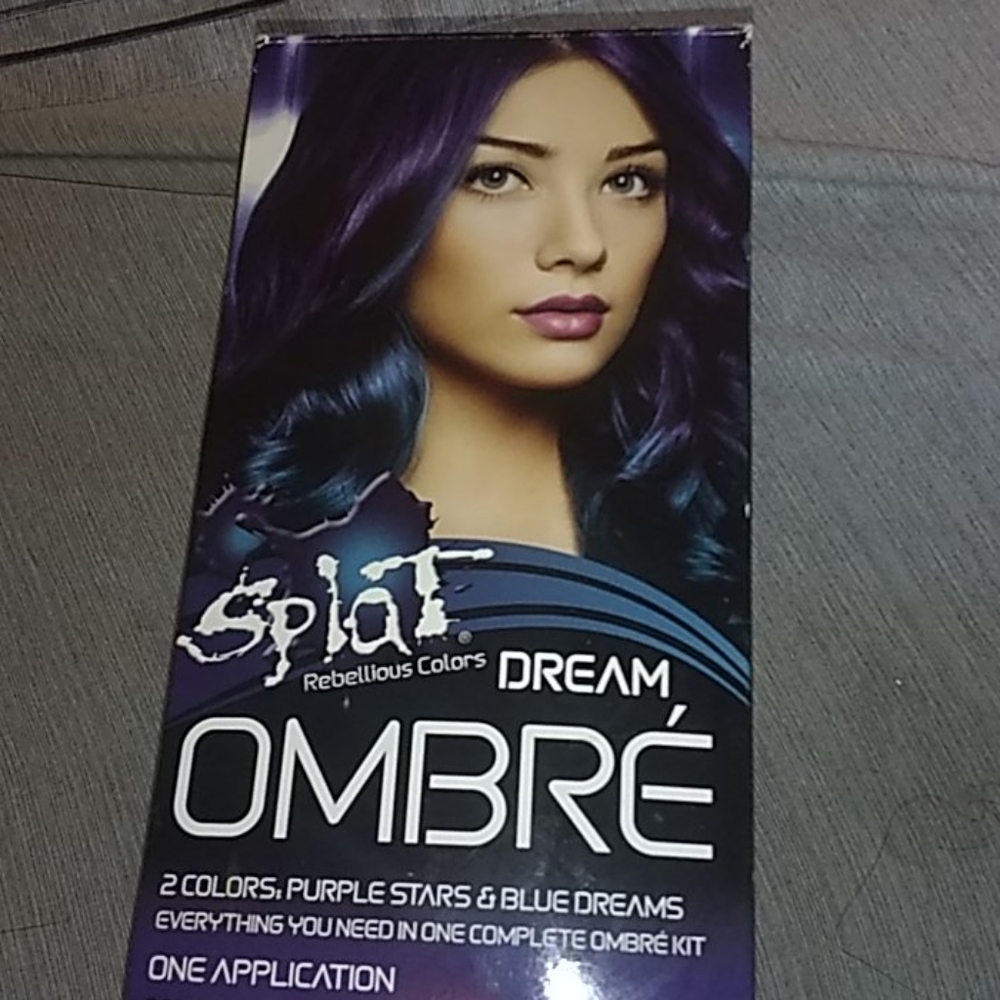 Splat®
Rebellious Colors
DREAM
OMBRÉ
2 COLORS: PURPLE STARS & BLUE DREAMS
EVERYTHING YOU NEED IN ONE COMPLETE OMBRÉ KIT
ONE APPLICATION